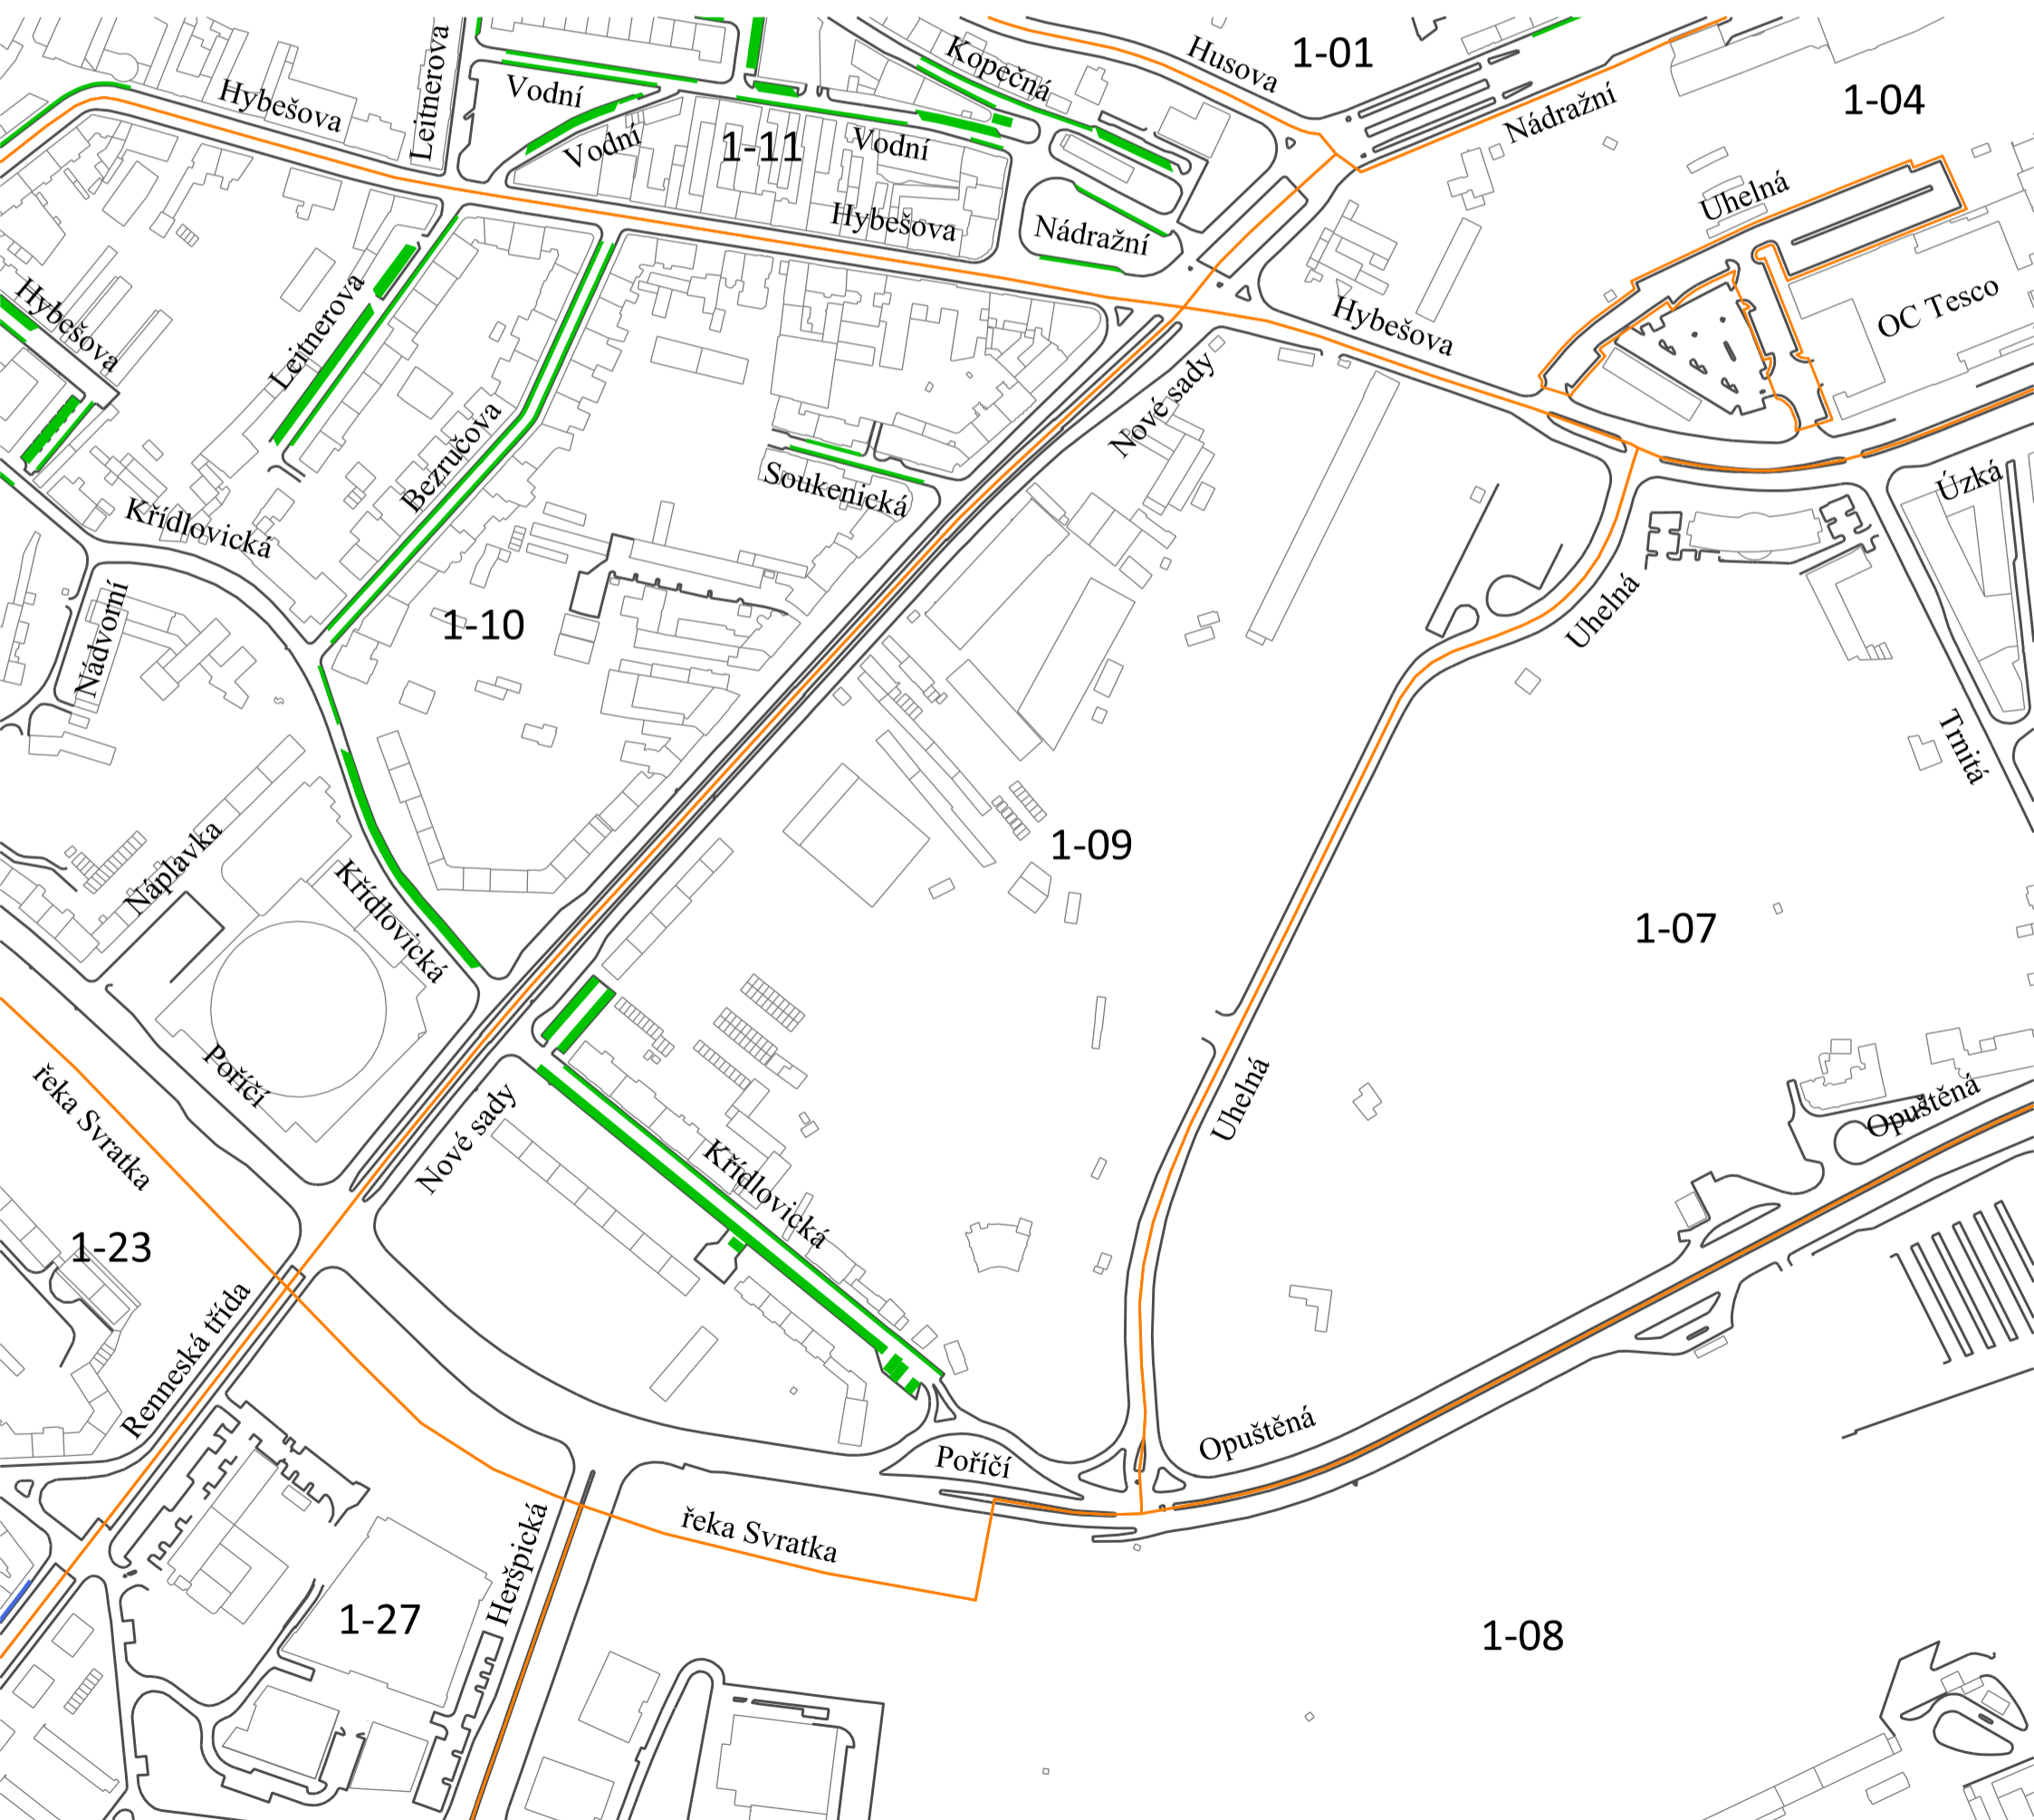 Husova
1-01
Kopečná
Leitnerova
Hybešova
Vodní
Nádražní
1-04
Vodní
1-11
Vodní
Uhelná
Hybešova
Nádražní
Hybešova
Leitnerova
Hybešova
OC Tesco
Nové sady
Bezručova
Soukenická
Úzká
Křídlovická
Nádvorní
1-10
Uhelná
Trnitá
Náplavka
1-09
Křídlovická
1-07
Poříčí
řeka Svratka
Nové sady
Uhelná
Opuštěná
Křídlovická
1-23
Renneská třída
Opuštěná
Poříčí
řeka Svratka
Heršpická
1-27
1-08